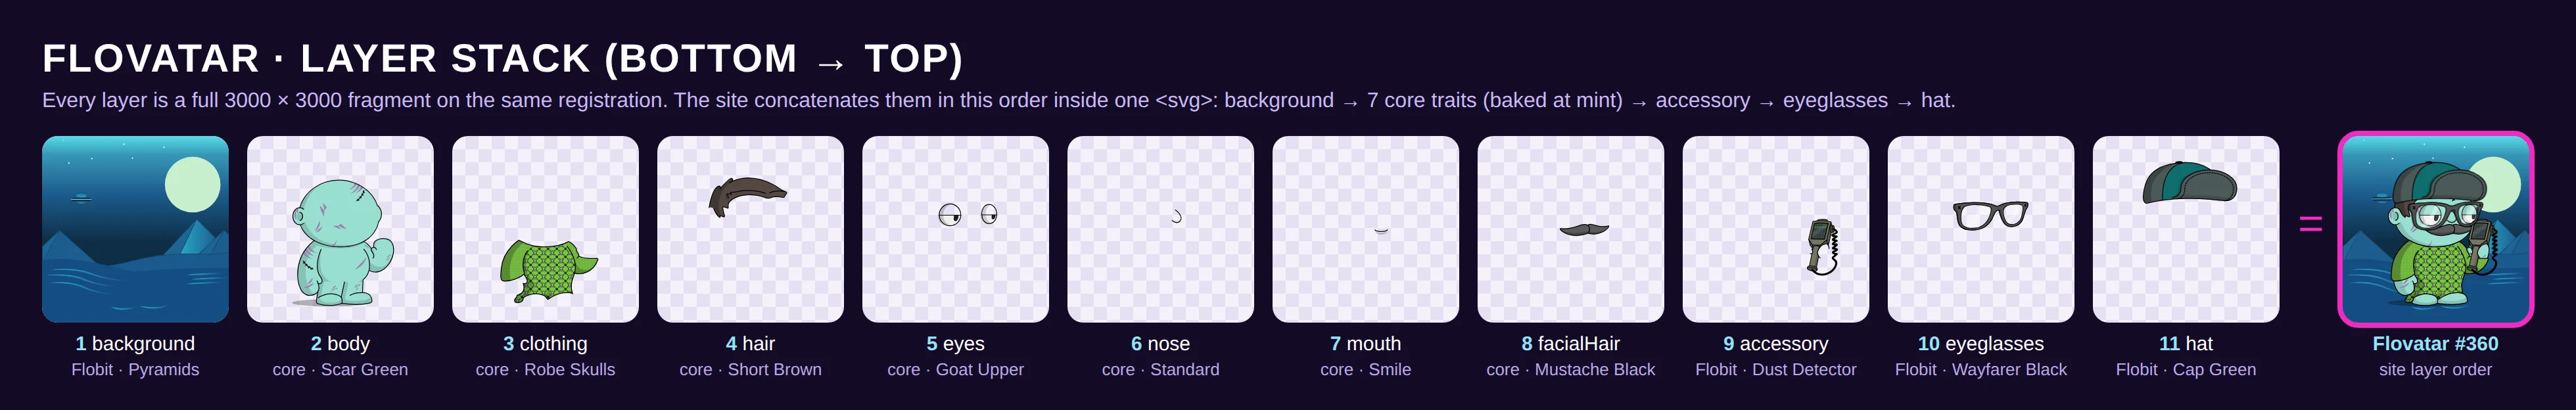 FLOVATAR · LAYER STACK (BOTTOM → TOP)
Every layer is a full 3000 × 3000 fragment on the same registration. The site concatenates them in this order inside one <svg>: background → 7 core traits (baked at mint) → accessory → eyeglasses → hat.
=
1 background
Flobit · Pyramids
2 body
core · Scar Green
3 clothing
core · Robe Skulls
4 hair
core · Short Brown
5 eyes
core · Goat Upper
6 nose
core · Standard
7 mouth
core · Smile
8 facialHair
core · Mustache Black
9 accessory
Flobit · Dust Detector
10 eyeglasses
Flobit · Wayfarer Black
11 hat
Flobit · Cap Green
Flovatar #360
site layer order